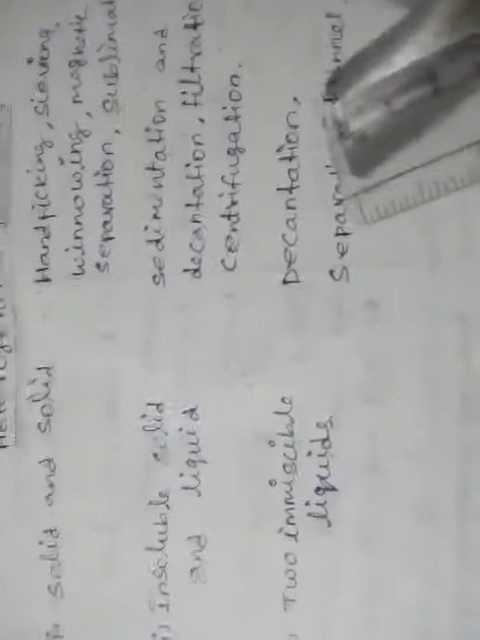 solid and solid Handpicking, sieving,
winnowing, magnetic
separation, sublimat
insoluble solid sedimentation and
and liquid decantation, filtratio
centrifugation.
Two immiscible Decantation,
liquids